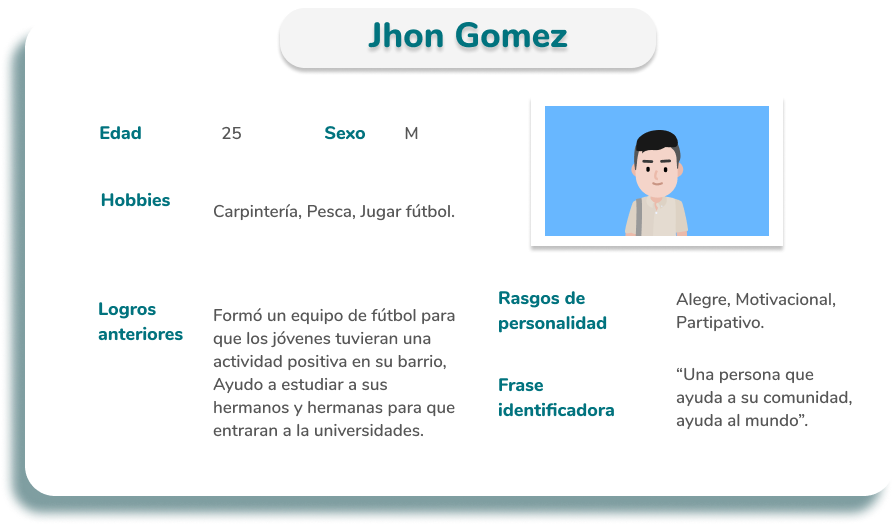 Jhon Gomez
Edad 25 Sexo M
Hobbies
Carpintería, Pesca, Jugar fútbol.
Logros
anteriores
Formó un equipo de fútbol para
que los jóvenes tuvieran una
actividad positiva en su barrio,
Ayudo a estudiar a sus
hermanos y hermanas para que
entraran a la universidades.
Rasgos de
personalidad
Alegre, Motivacional,
Partipativo.
Frase
identificadora
“Una persona que
ayuda a su comunidad,
ayuda al mundo”.